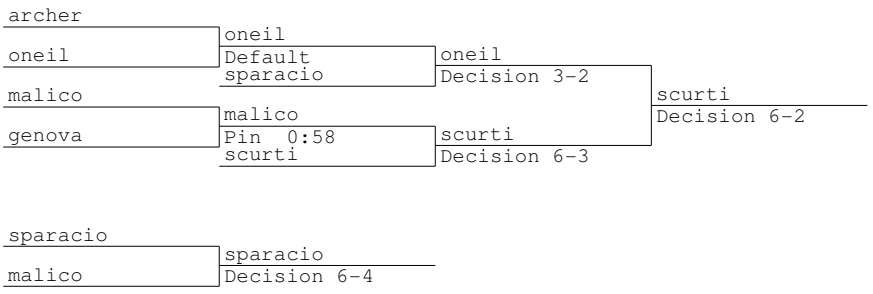 archer
oneil
oneil
Default
sparacio
oneil
Decision 3-2
malico
genova
malico
Pin 0:58
scurti
scurti
Decision 6-3
scurti
Decision 6-2
sparacio
malico
sparacio
Decision 6-4